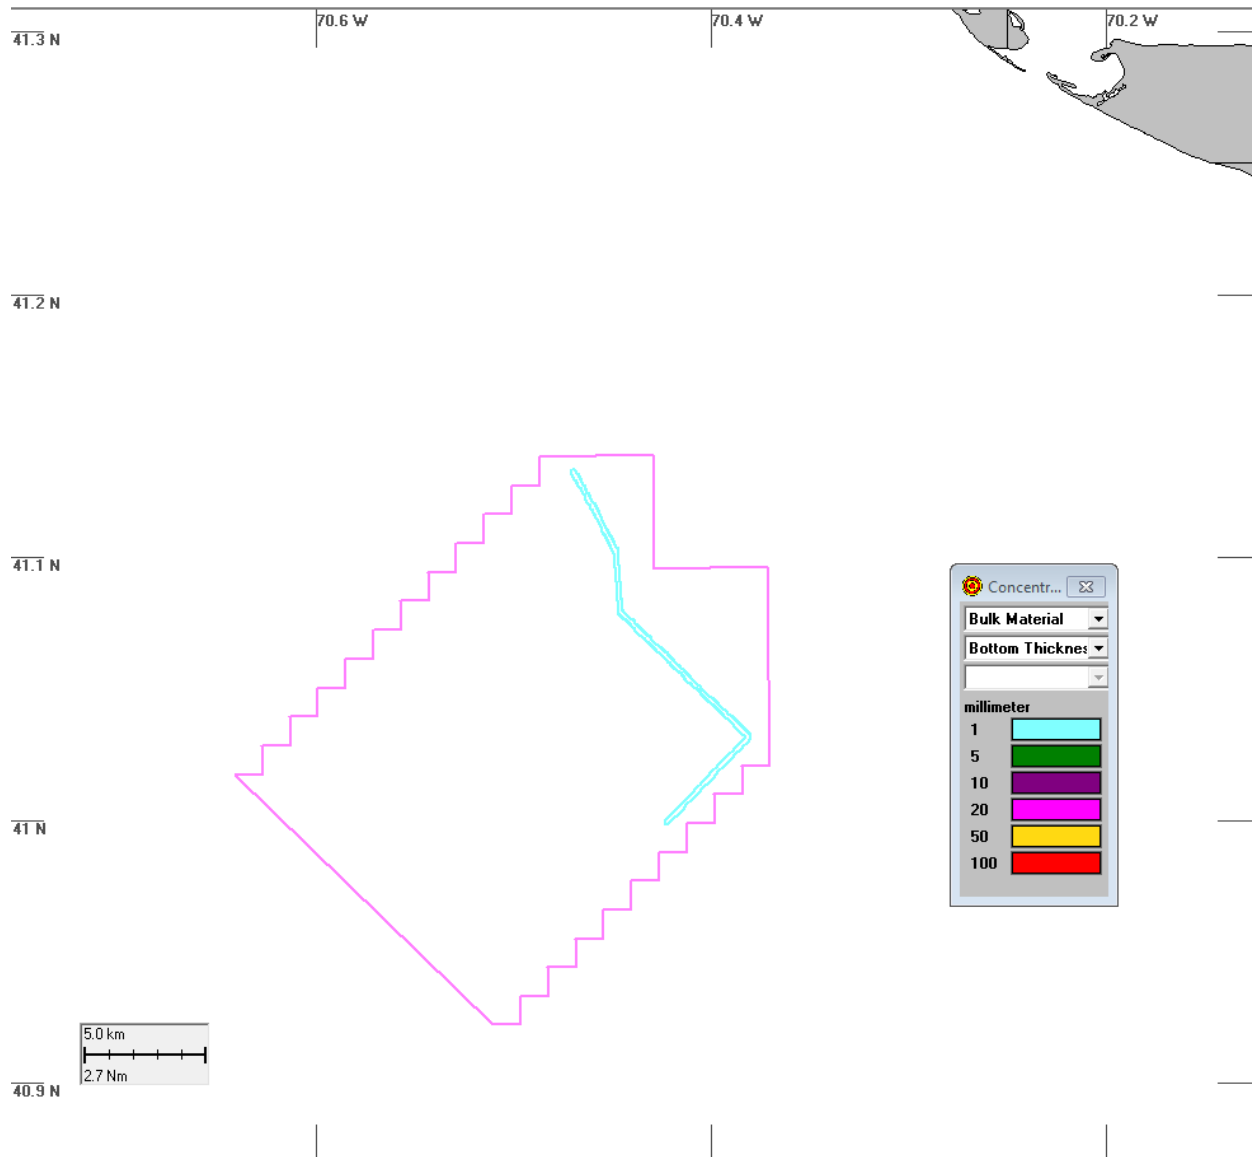 70.6 W
70.4 W
70.2 W
41.3 N
41.2 N
41.1 N
41 N
40.9 N
Concentr...
Bulk Material
Bottom Thicknes
millimeter
1
5
10
20
50
100
5.0 km
2.7 Nm